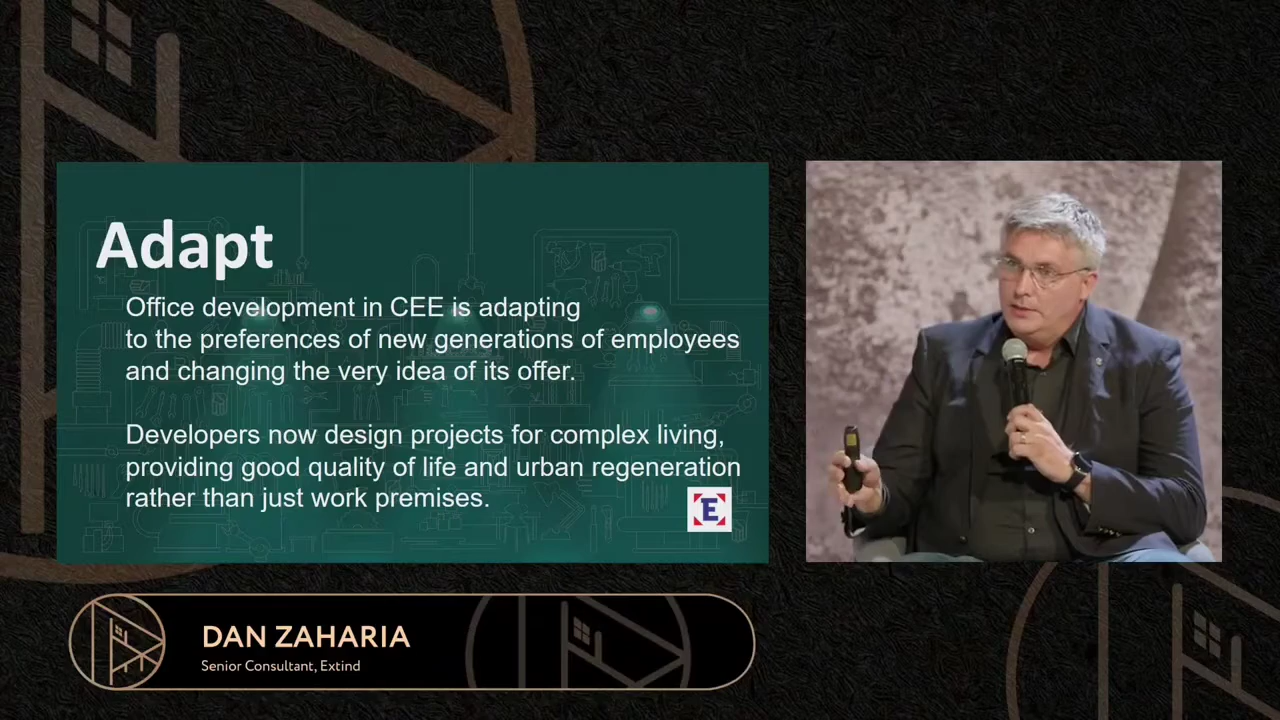 Adapt
Office development in CEE is adapting
to the preferences of new generations of employees
and changing the very idea of its offer.
Developers now design projects for complex living,
providing good quality of life and urban regeneration
rather than just work premises.
E
DAN ZAHARIA
Senior Consultant, Extind